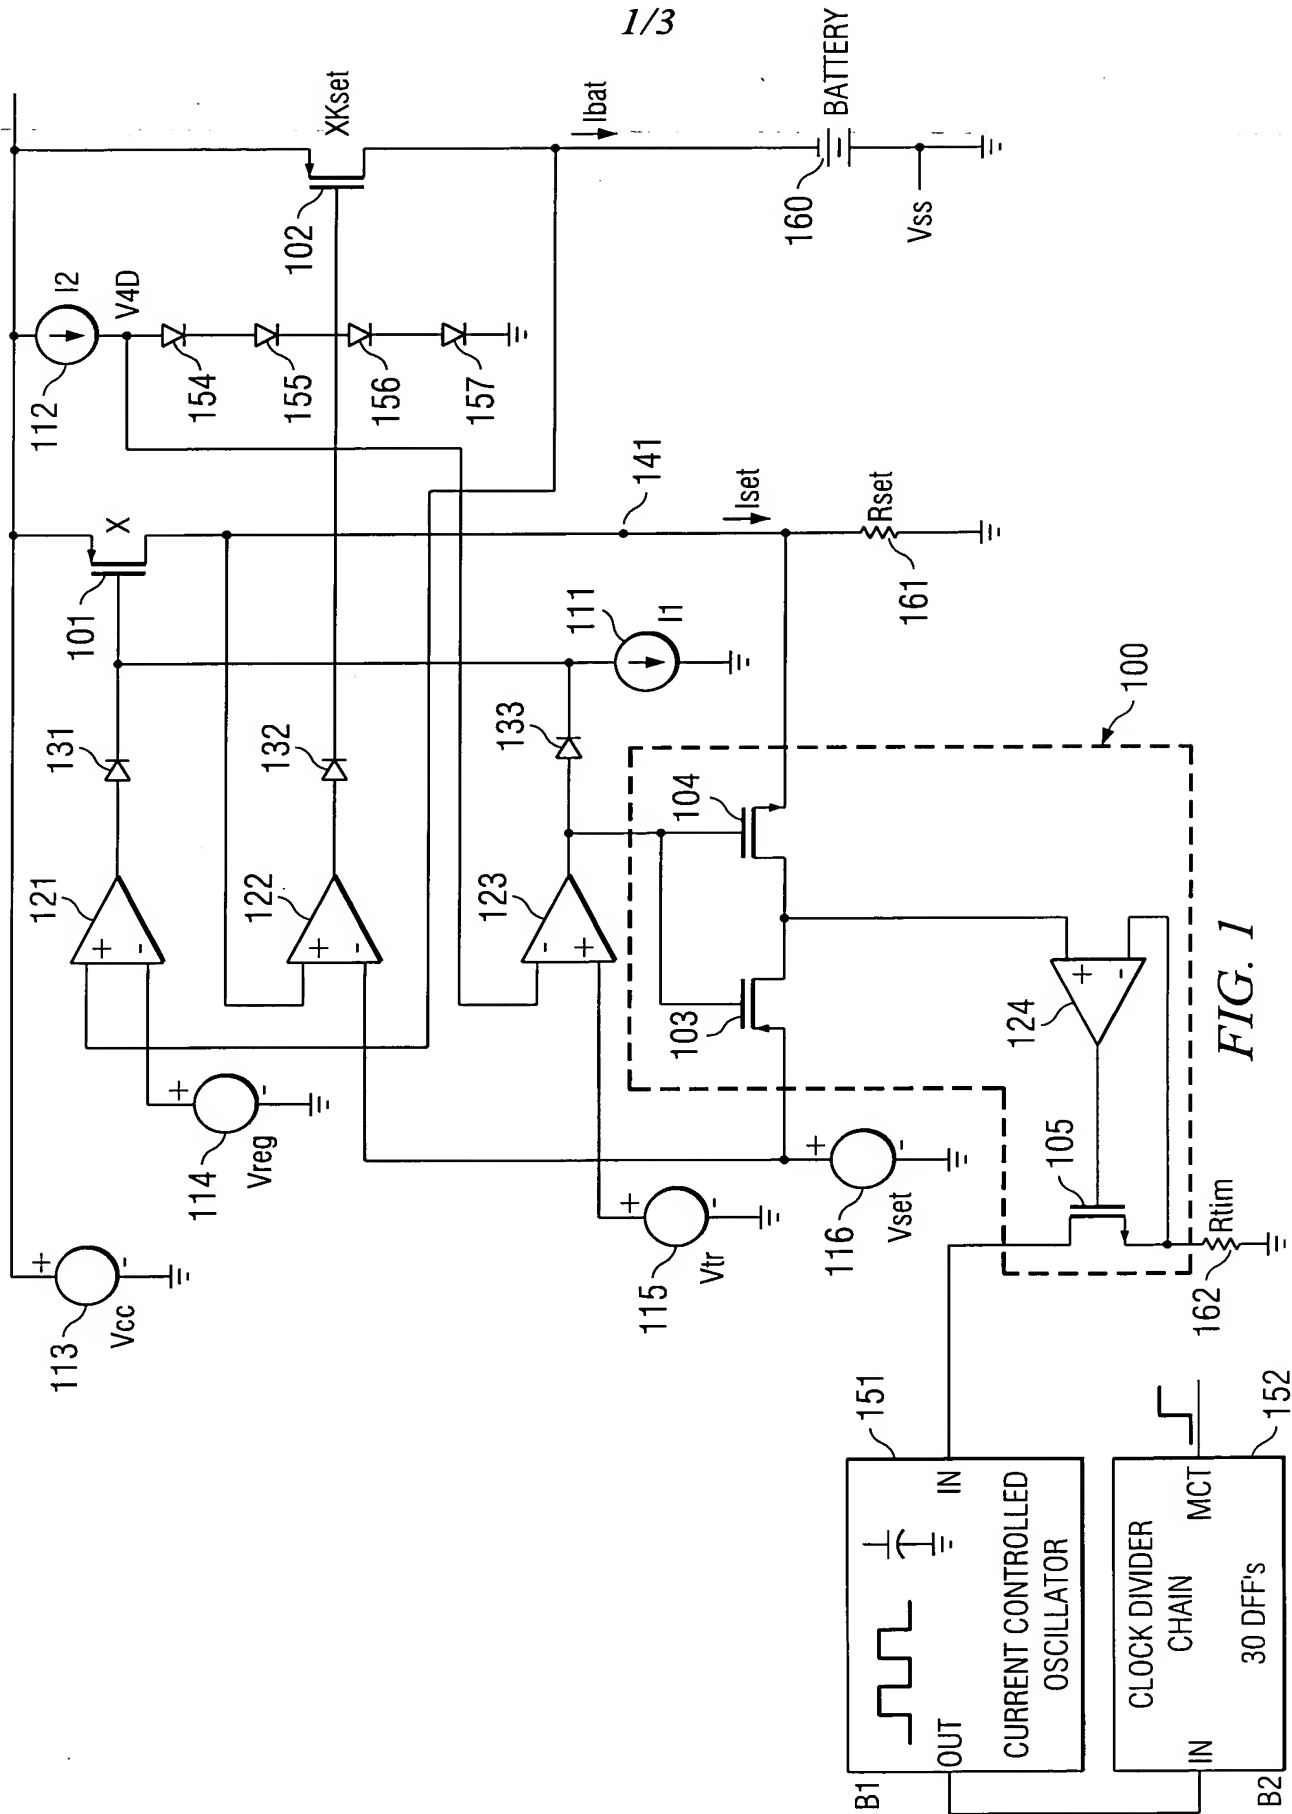 1/3
113
Vcc
+
-
114
Vreg
+
-
115
Vtr
+
-
116
Vset
+
-
121
+
-
122
+
-
123
-
+
131
132
133
101
X
102
XKset
112
I2
V4D
154
155
156
157
111
I1
141
Iset
161
Rset
Ibat
160
BATTERY
Vss
100
103
104
124
+
-
105
162
Rtim
151
B1
OUT
IN
CURRENT CONTROLLED
OSCILLATOR
152
B2
IN
MCT
CLOCK DIVIDER
CHAIN
30 DFF's
FIG. 1